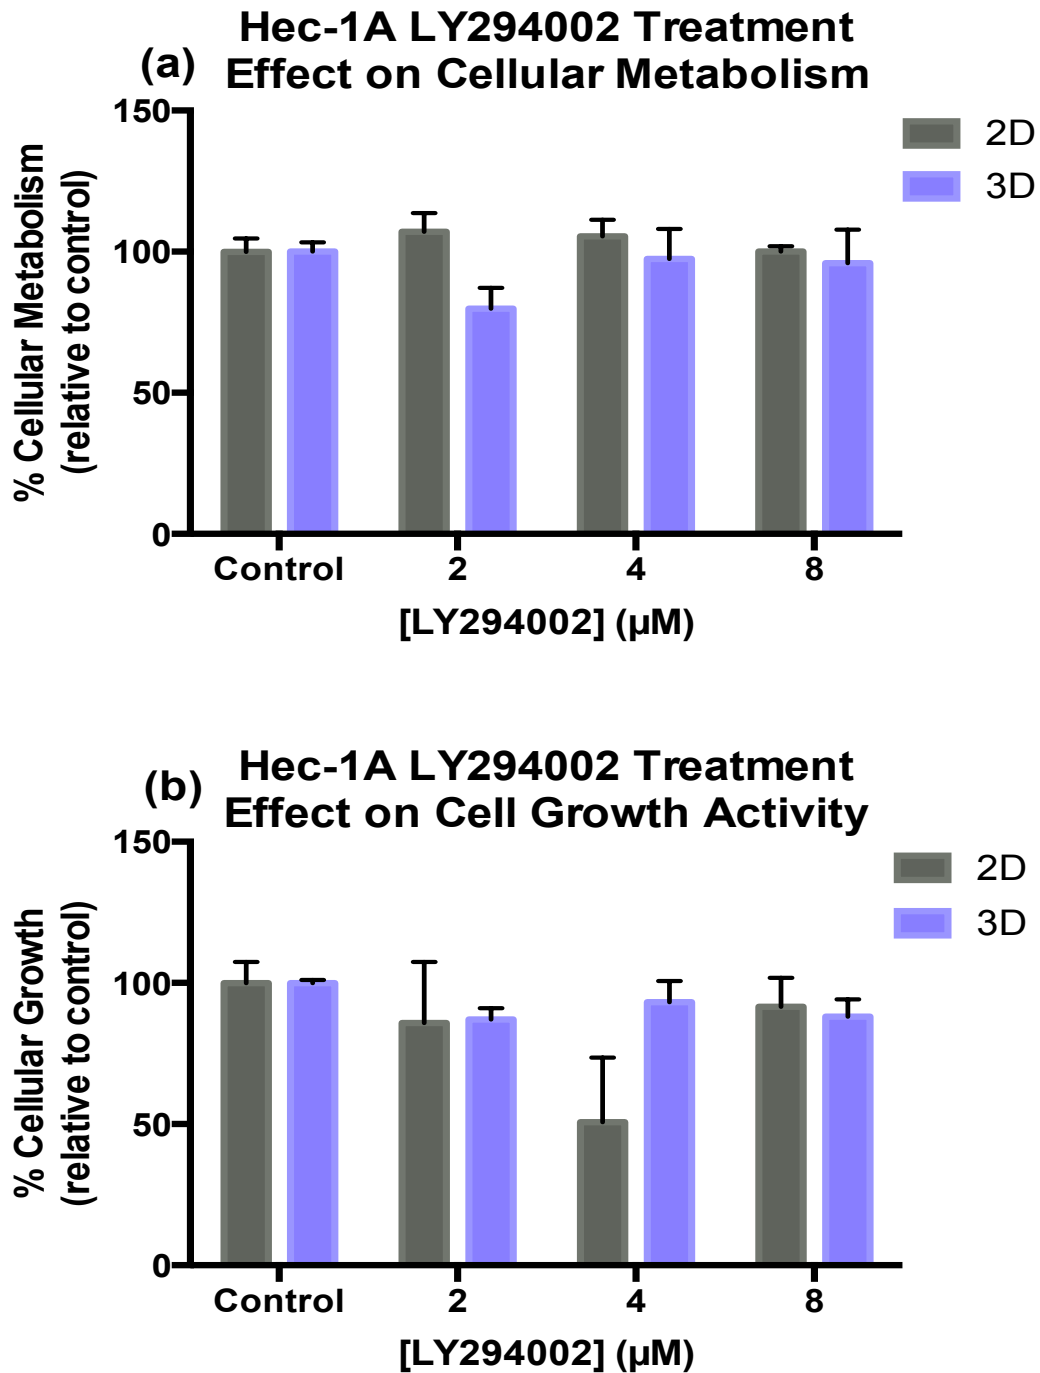 (a)
Hec-1A LY294002 Treatment
Effect on Cellular Metabolism
% Cellular Metabolism
(relative to control)
150
100
50
0
2D
3D
Control 2 4 8
[LY294002] (µM)
(b)
Hec-1A LY294002 Treatment
Effect on Cell Growth Activity
% Cellular Growth
(relative to control)
150
100
50
0
2D
3D
Control 2 4 8
[LY294002] (µM)